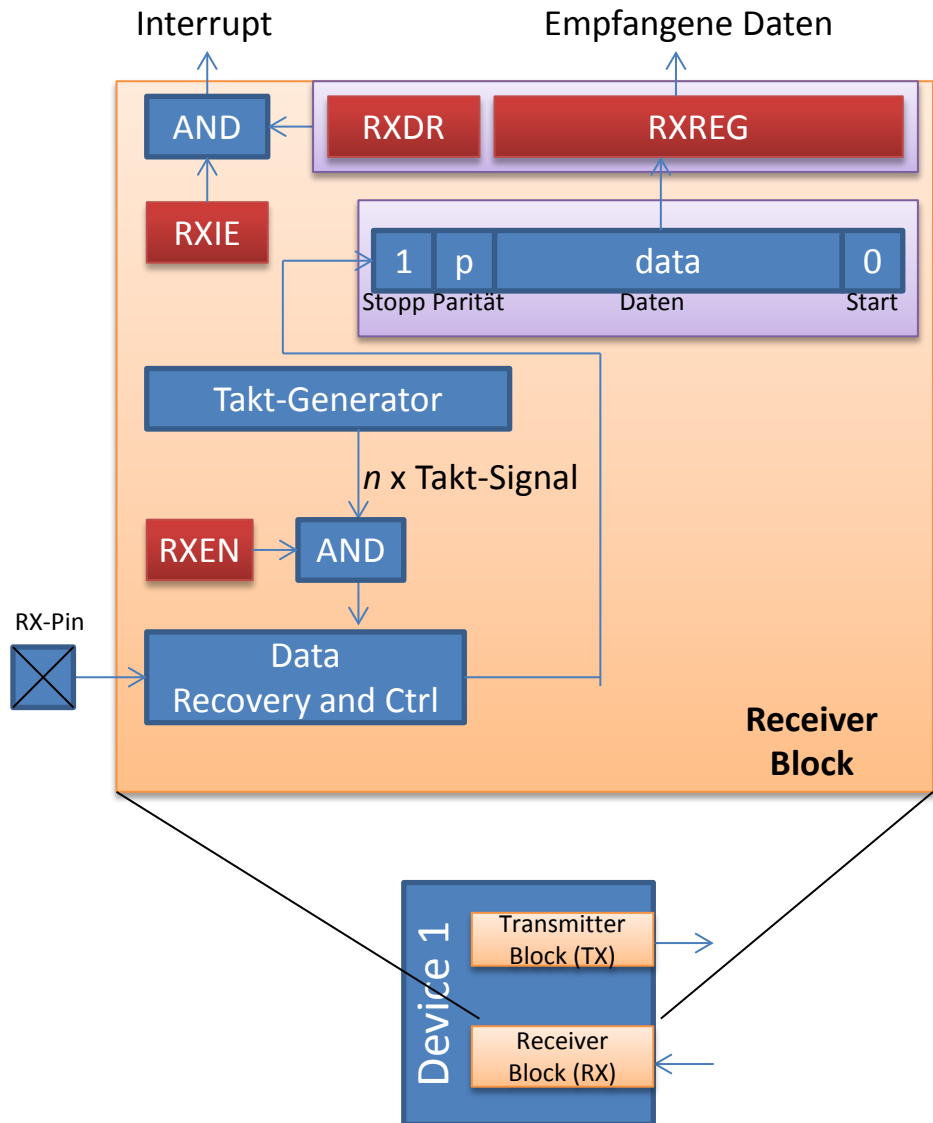 Interrupt
Empfangene Daten
AND
RXDR
RXREG
RXIE
1
p
data
0
Stopp
Parität
Daten
Start
Takt-Generator
n x Takt-Signal
RXEN
AND
RX-Pin
Data
Recovery and Ctrl
Receiver
Block
Device 1
Transmitter
Block (TX)
Receiver
Block (RX)